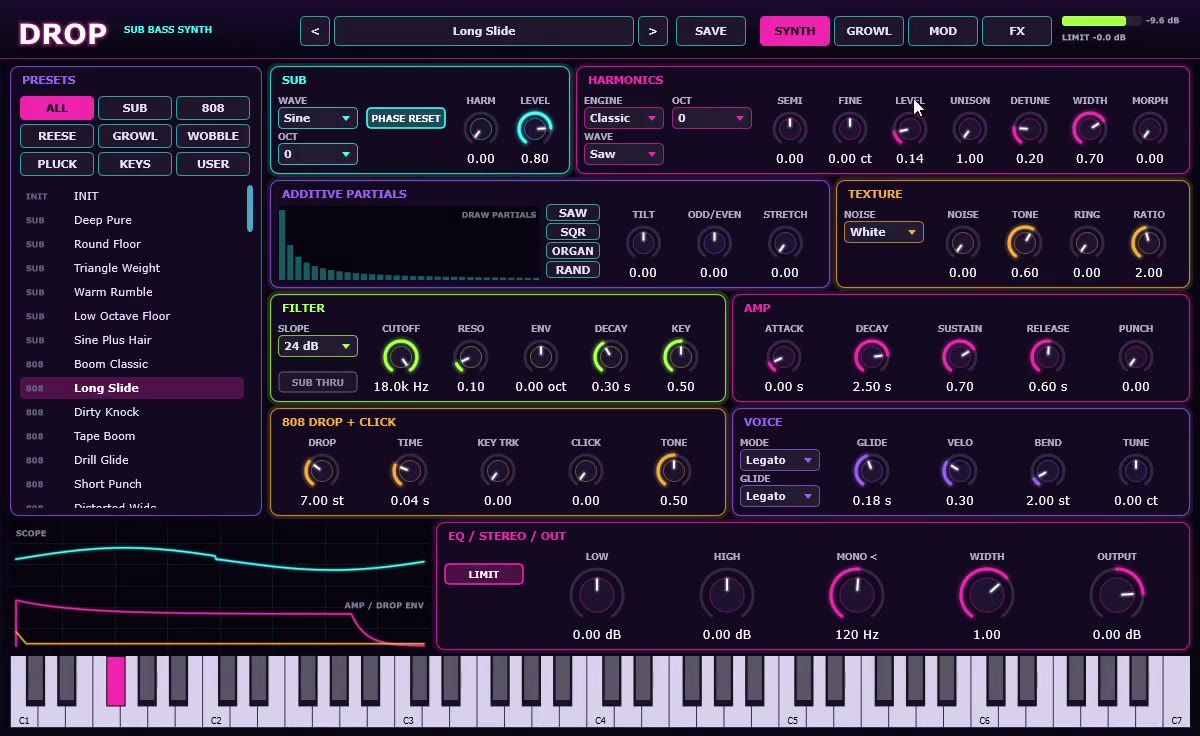 DROP SUB BASS SYNTH < Long Slide > SAVE SYNTH GROWL MOD FX -9.6 dB
LIMIT -0.0 dB
PRESETS
ALL SUB 808
REESE GROWL WOBBLE
PLUCK KEYS USER
INIT INIT
SUB Deep Pure
SUB Round Floor
SUB Triangle Weight
SUB Warm Rumble
SUB Low Octave Floor
SUB Sine Plus Hair
808 Boom Classic
808 Long Slide
808 Dirty Knock
808 Tape Boom
808 Drill Glide
808 Short Punch
808 Distorted Wide
SUB
WAVE HARM LEVEL
Sine PHASE RESET
OCT
0 0.00 0.80
HARMONICS
ENGINE OCT SEMI FINE LEVEL UNISON DETUNE WIDTH MORPH
Classic 0
WAVE
Saw 0.00 0.00 ct 0.14 1.00 0.20 0.70 0.00
ADDITIVE PARTIALS
DRAW PARTIALS SAW TILT ODD/EVEN STRETCH
SQR
ORGAN
RAND 0.00 0.00 0.00
TEXTURE
NOISE NOISE TONE RING RATIO
White
0.00 0.60 0.00 2.00
FILTER
SLOPE CUTOFF RESO ENV DECAY KEY
24 dB
SUB THRU 18.0k Hz 0.10 0.00 oct 0.30 s 0.50
AMP
ATTACK DECAY SUSTAIN RELEASE PUNCH
0.00 s 2.50 s 0.70 0.60 s 0.00
808 DROP + CLICK
DROP TIME KEY TRK CLICK TONE
7.00 st 0.04 s 0.00 0.00 0.50
VOICE
MODE GLIDE VELO BEND TUNE
Legato
GLIDE
Legato 0.18 s 0.30 2.00 st 0.00 ct
SCOPE
AMP / DROP ENV
EQ / STEREO / OUT
LOW HIGH MONO < WIDTH OUTPUT
LIMIT
0.00 dB 0.00 dB 120 Hz 1.00 0.00 dB
C1 C2 C3 C4 C5 C6 C7